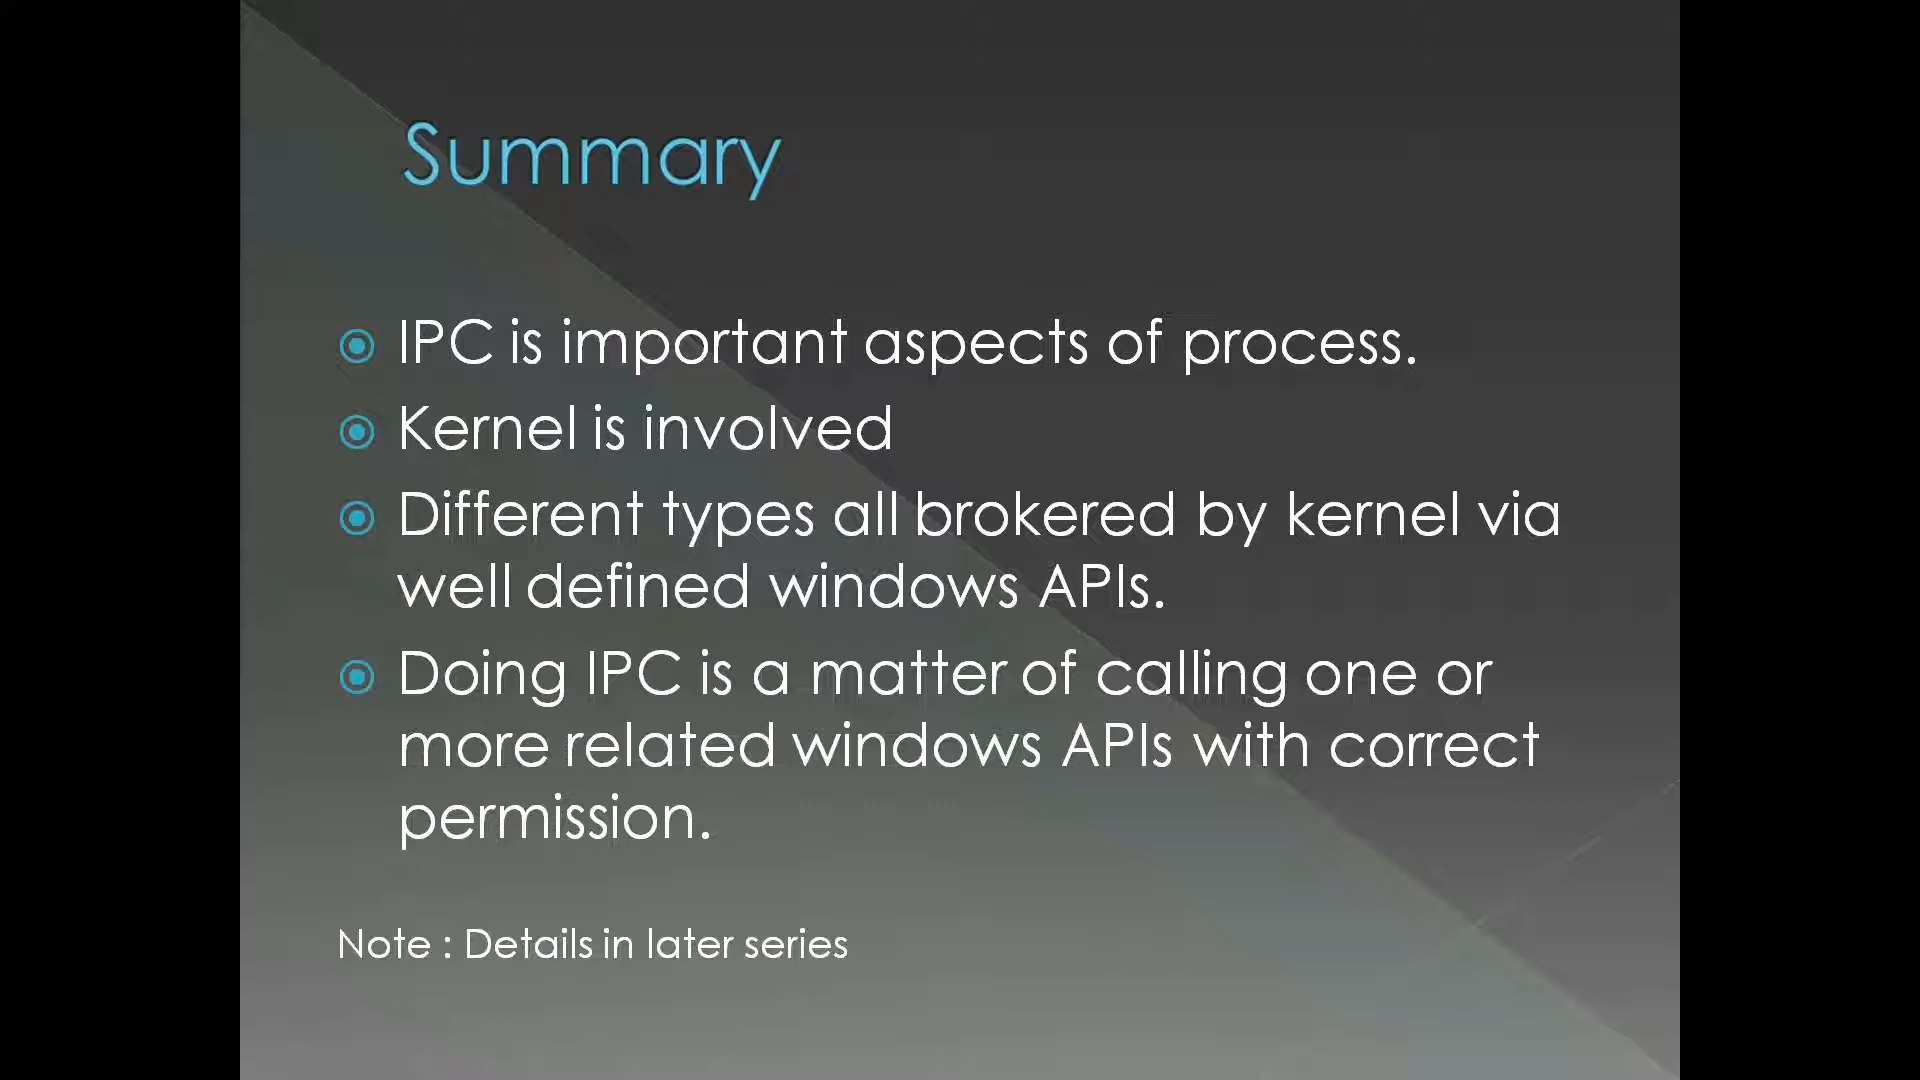 Summary
IPC is important aspects of process.
Kernel is involved
Different types all brokered by kernel via
well defined windows APIs.
Doing IPC is a matter of calling one or
more related windows APIs with correct
permission.
Note : Details in later series